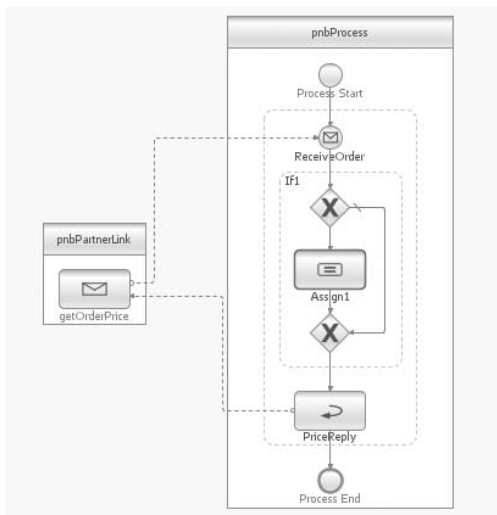 pnbProcess
Process Start
ReceiveOrder
If1
pnbPartnerLink
getOrderPrice
Assign1
PriceReply
Process End